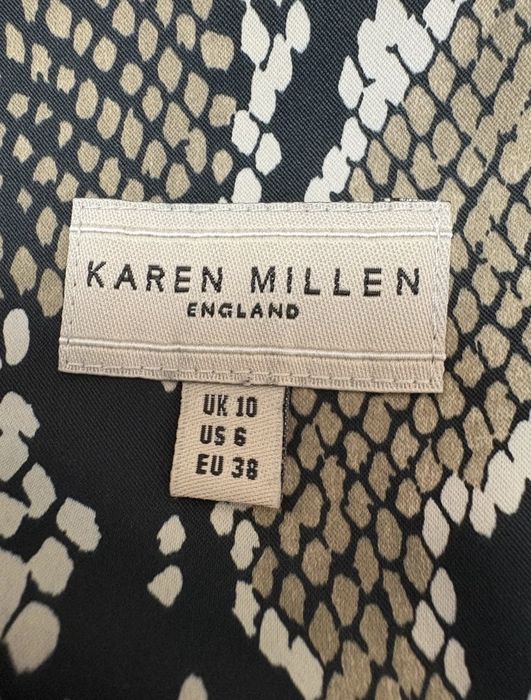 KAREN MILLEN
ENGLAND
UK 10
US 6
EU 38